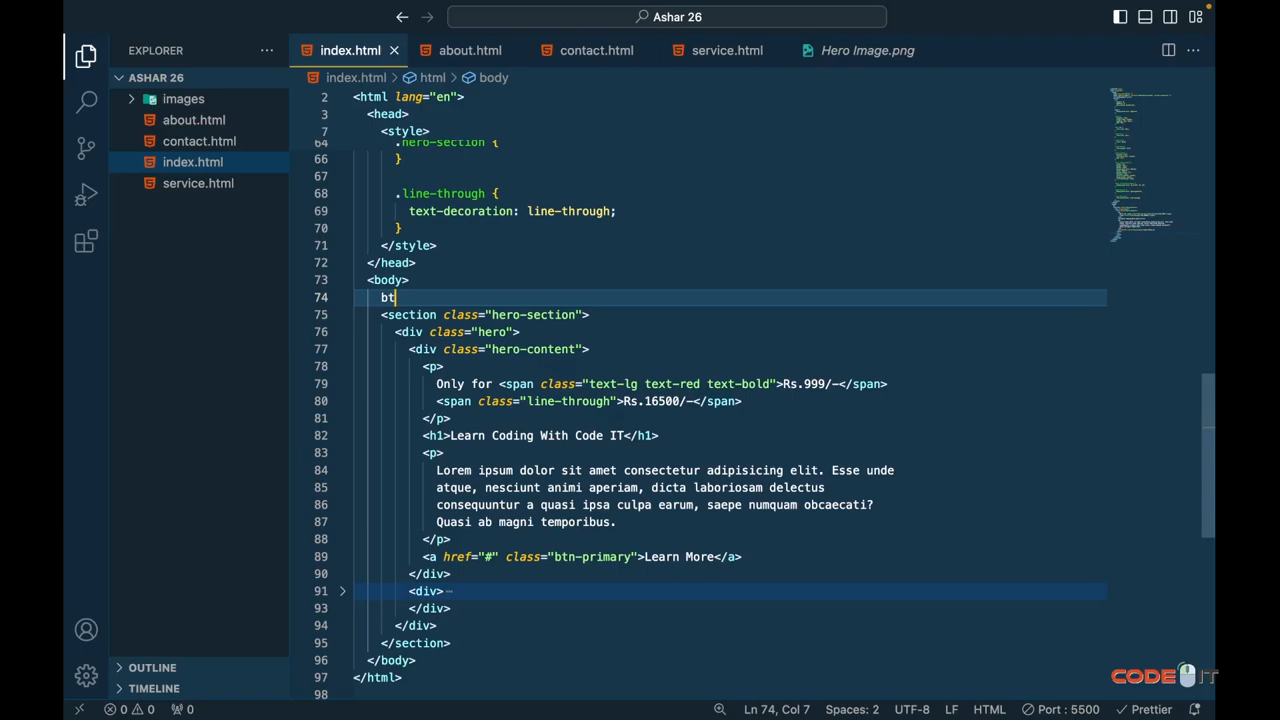 Ashar 26
EXPLORER
index.html
about.html
contact.html
service.html
Hero Image.png
ASHAR 26
index.html > html > body
images
about.html
contact.html
index.html
service.html
2 <html lang="en">
3 <head>
7 <style>
64 .hero-section {
66 }
67
68 .line-through {
69 text-decoration: line-through;
70 }
71 </style>
72 </head>
73 <body>
74 bt
75 <section class="hero-section">
76 <div class="hero">
77 <div class="hero-content">
78 <p>
79 Only for <span class="text-lg text-red text-bold">Rs.999/-</span>
80 <span class="line-through">Rs.16500/-</span>
81 </p>
82 <h1>Learn Coding With Code IT</h1>
83 <p>
84 Lorem ipsum dolor sit amet consectetur adipisicing elit. Esse unde
85 atque, nesciunt animi aperiam, dicta laboriosam delectus
86 consequuntur a quasi ipsa culpa earum, saepe numquam obcaecati?
87 Quasi ab magni temporibus.
88 </p>
89 <a href="#" class="btn-primary">Learn More</a>
90 </div>
91 <div>
93 </div>
94 </div>
95 </section>
96 </body>
97 </html>
98
OUTLINE
TIMELINE
CODE IT
0 0 0
Ln 74, Col 7
Spaces: 2
UTF-8
LF
HTML
Port : 5500
Prettier